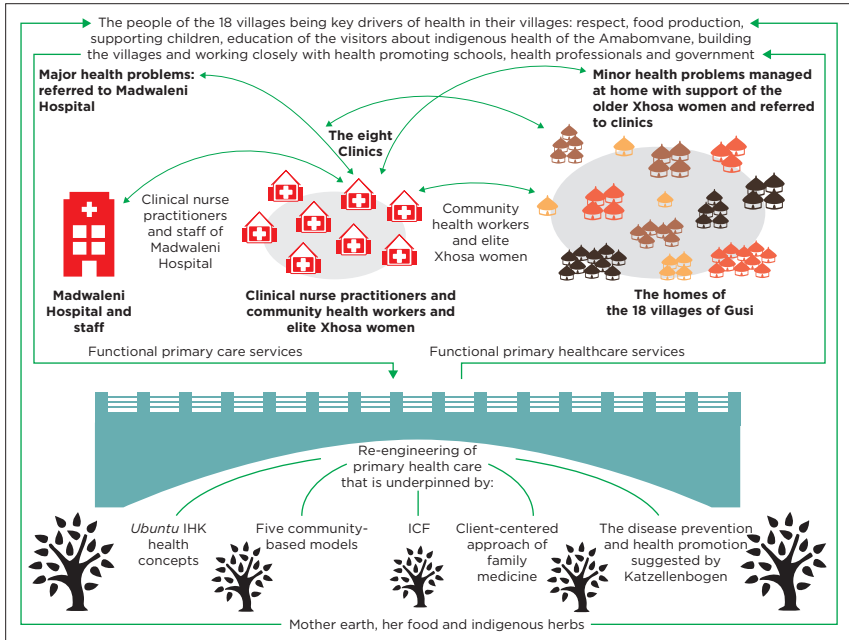 The people of the 18 villages being key drivers of health in their villages: respect, food production,
supporting children, education of the visitors about indigenous health of the Amabomvane, building
the villages and working closely with health promoting schools, health professionals and government
Major health problems:
referred to Madwaleni
Hospital
Minor health problems managed
at home with support of the
older Xhosa women and referred
to clinics
The eight
Clinics
Clinical nurse
practitioners
and staff of
Madwaleni
Hospital
Community
health workers
and elite
Xhosa women
Madwaleni
Hospital and
staff
Clinical nurse practitioners and
community health workers and
elite Xhosa women
The homes of
the 18 villages of Gusi
Functional primary care services
Functional primary healthcare services
Re-engineering of
primary health care
that is underpinned by:
Ubuntu IHK
health
concepts
Five community-
based models
ICF
Client-centered
approach of
family
medicine
The disease prevention
and health promotion
suggested by
Katzellenbogen
Mother earth, her food and indigenous herbs